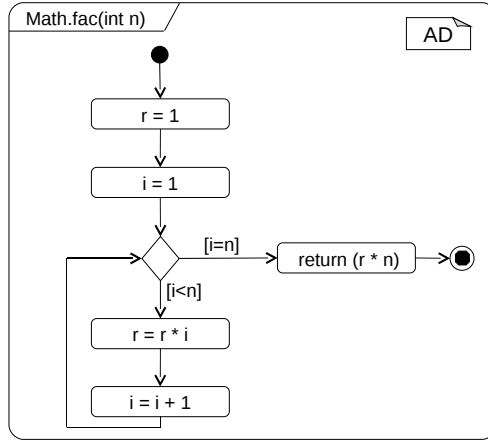 Math.fac(int n)
AD
r = 1
i = 1
[i=n]
return (r * n)
[i<n]
r = r * i
i = i + 1